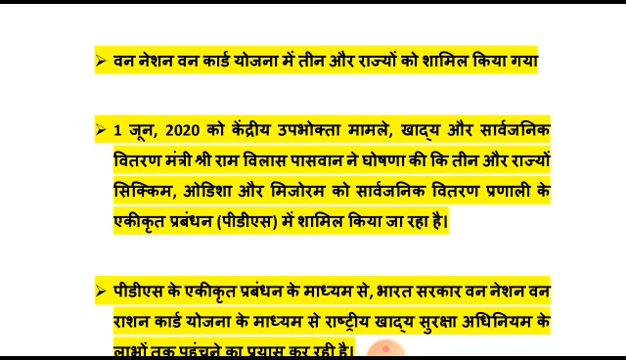 ➢ वन नेशन वन कार्ड योजना में तीन और राज्यों को शामिल किया गया
➢ 1 जून, 2020 को केंद्रीय उपभोक्ता मामले, खाद्य और सार्वजनिक
वितरण मंत्री श्री राम विलास पासवान ने घोषणा की कि तीन और राज्यों
सिक्किम, ओडिशा और मिजोरम को सार्वजनिक वितरण प्रणाली के
एकीकृत प्रबंधन (पीडीएस) में शामिल किया जा रहा है।
➢ पीडीएस के एकीकृत प्रबंधन के माध्यम से, भारत सरकार वन नेशन वन
राशन कार्ड योजना के माध्यम से राष्ट्रीय खाद्य सुरक्षा अधिनियम के
लाभों तक पहुंचने का प्रयास कर रही है।